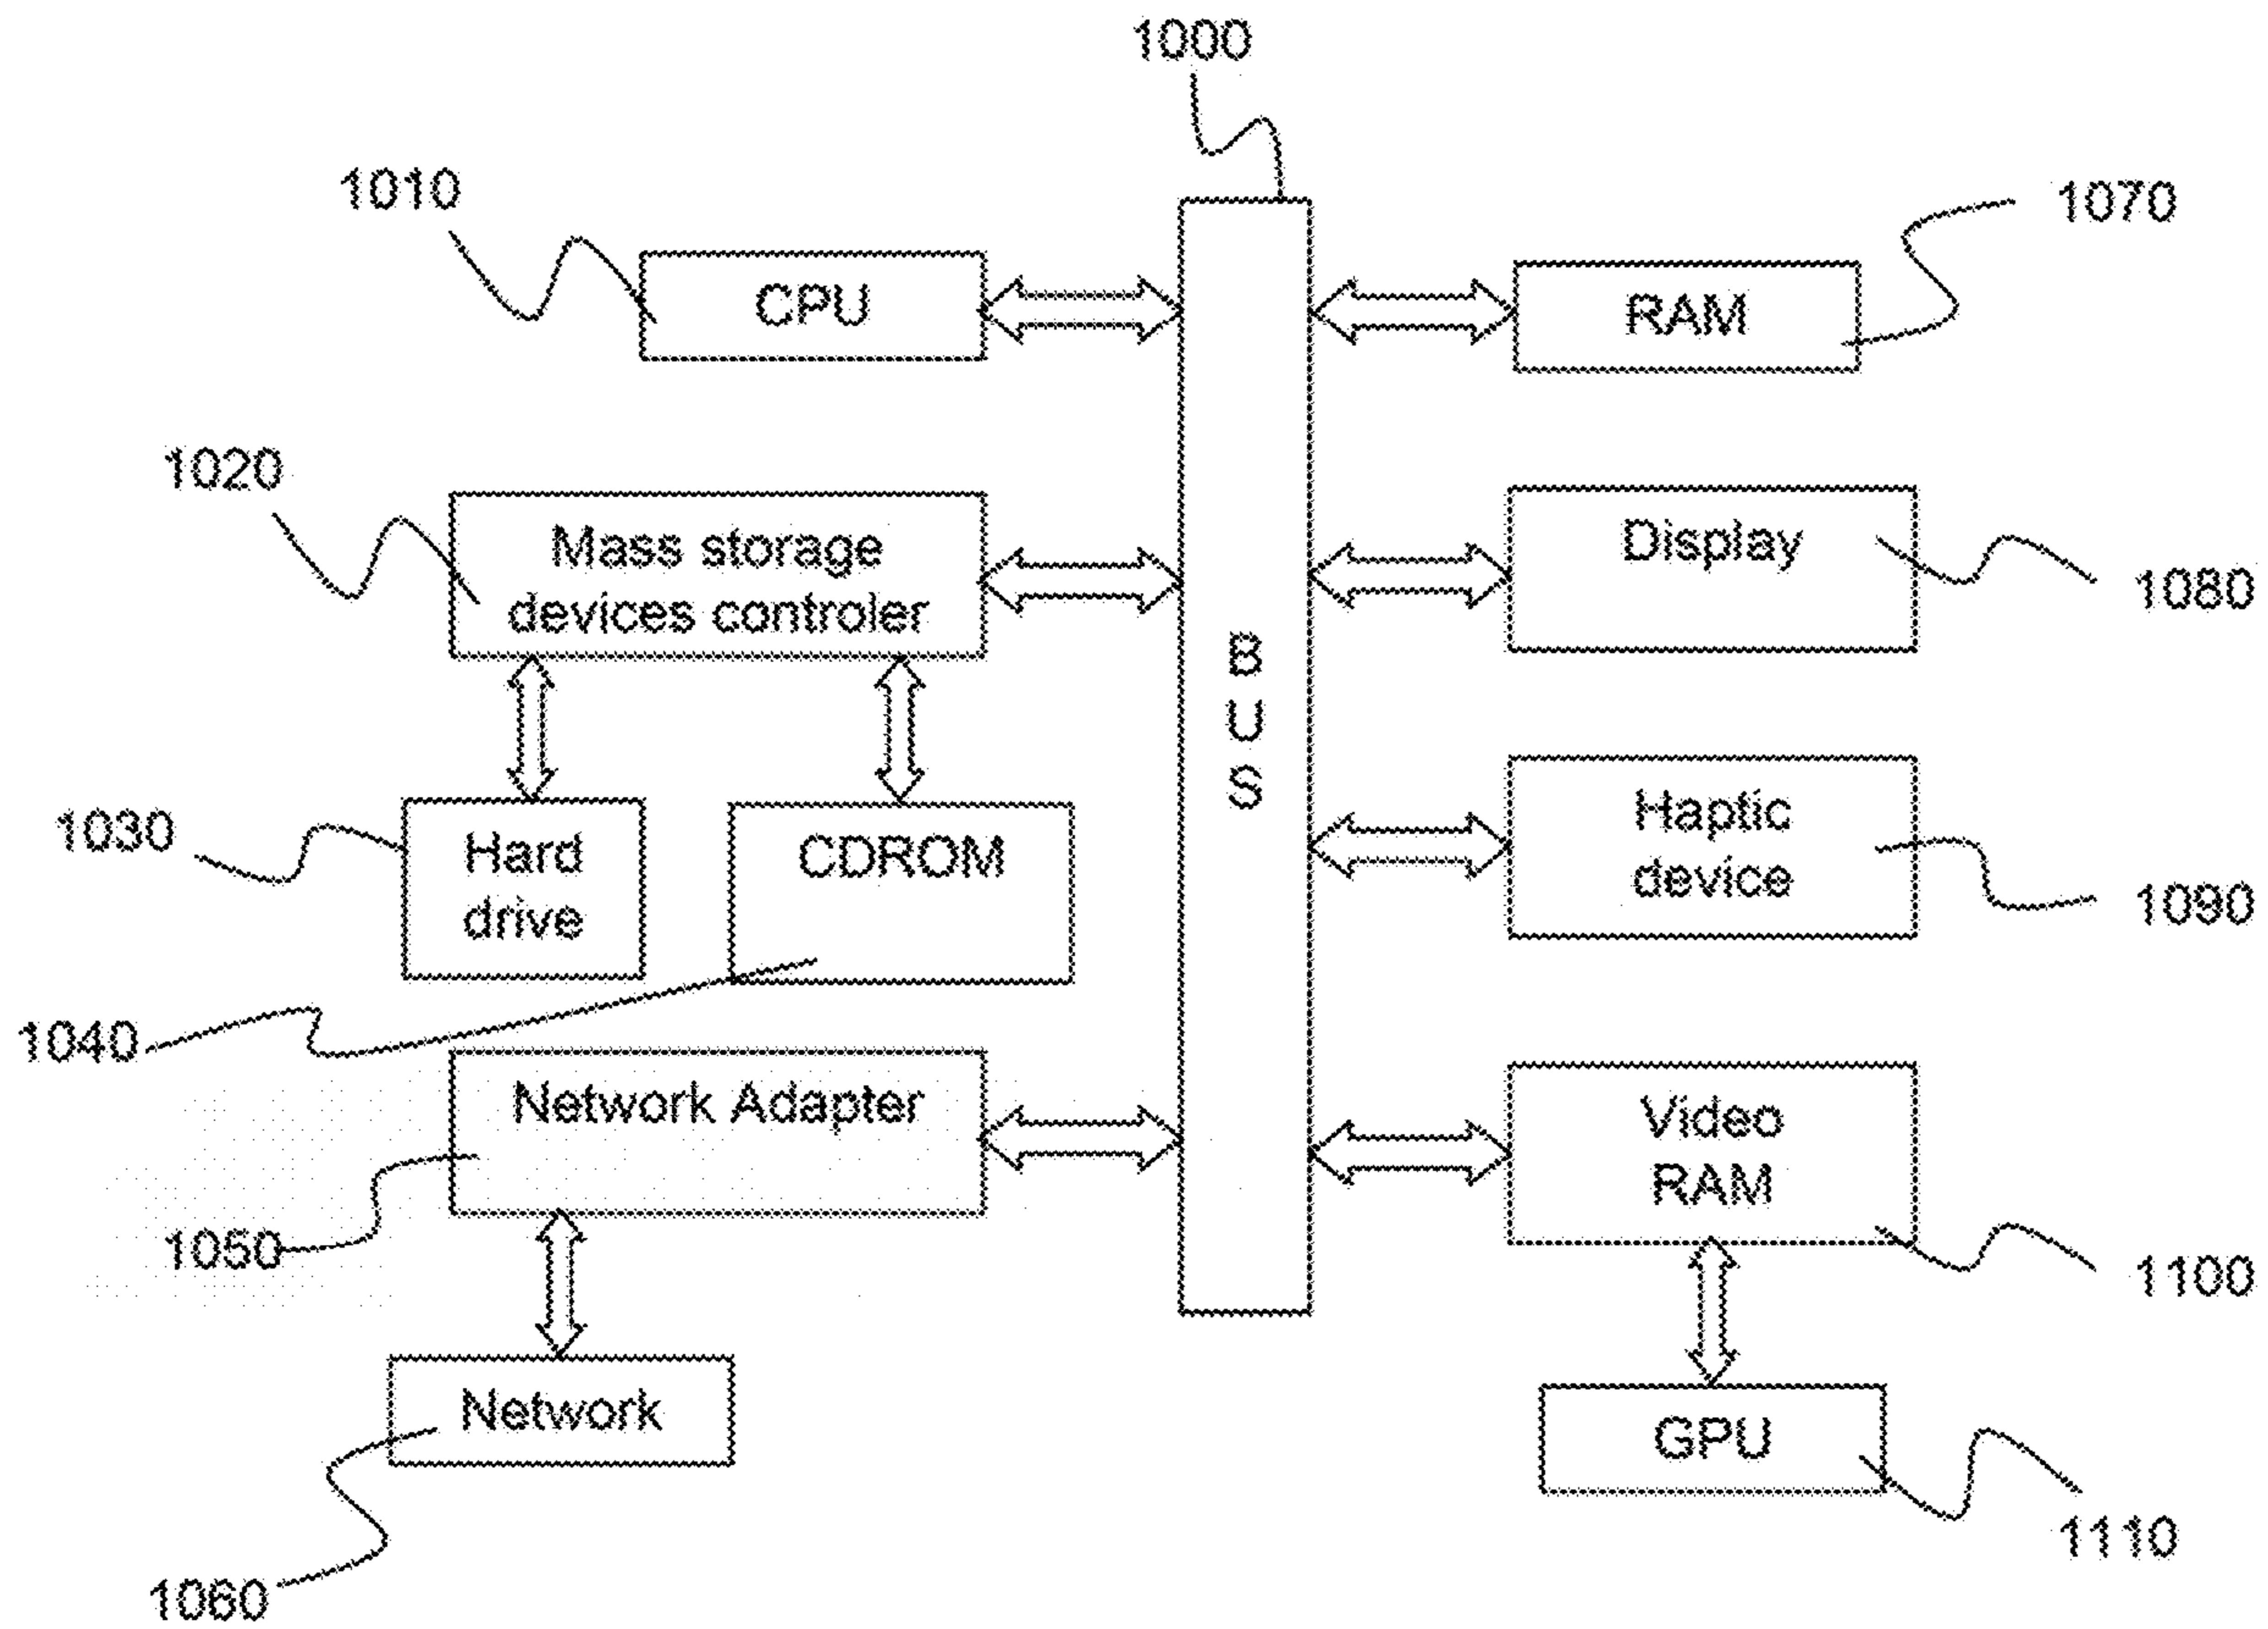 1000
1010
1070
CPU
RAM
1020
Mass storage
devices controler
Display
1080
B
U
S
1030
Hard
drive
CDROM
Haptic
device
1090
1040
Network Adapter
Video
RAM
1050
1100
Network
GPU
1110
1060